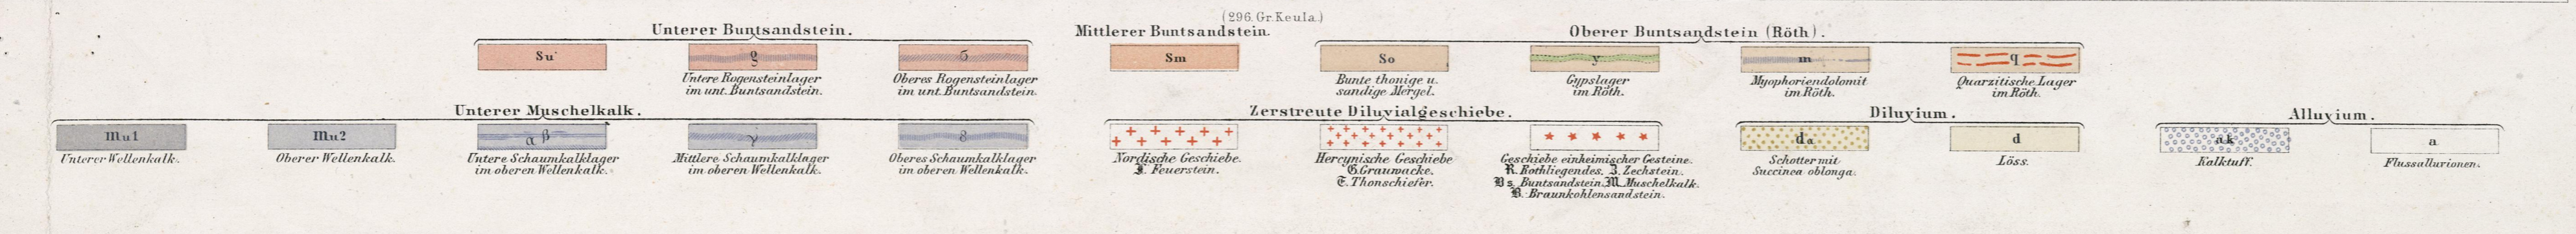 (296. Gr. Keula.)
Unterer Buntsandstein. Mittlerer Buntsandstein. Oberer Buntsandstein (Röth).
Su ϱ б Sm So y m q
Untere Rogensteinlager Oberes Rogensteinlager Bunte thonige u. Gypslager Myophoriendolomit Quarzitische Lager
im unt. Buntsandstein. im unt. Buntsandstein. sandige Mergel. im Röth. im Röth. im Röth.
Unterer Muschelkalk. Zerstreute Diluvialgeschiebe. Diluvium. Alluvium.
mu1 mu2 α β γ δ da d ak a
Unterer Wellenkalk. Oberer Wellenkalk. Untere Schaumkalklager Mittlere Schaumkalklager Oberes Schaumkalklager Nordische Geschiebe. Hercynische Geschiebe Geschiebe einheimischer Gesteine. Schotter mit Löss. Kalktuff. Flussalluvionen.
im oberen Wellenkalk. im oberen Wellenkalk. im oberen Wellenkalk. F. Feuerstein. G. Grauwacke. R. Rothliegendes. Z. Zechstein. Succinea oblonga.
T. Thonschiefer. Bs. Buntsandstein. M. Muschelkalk.
B. Braunkohlensandstein.